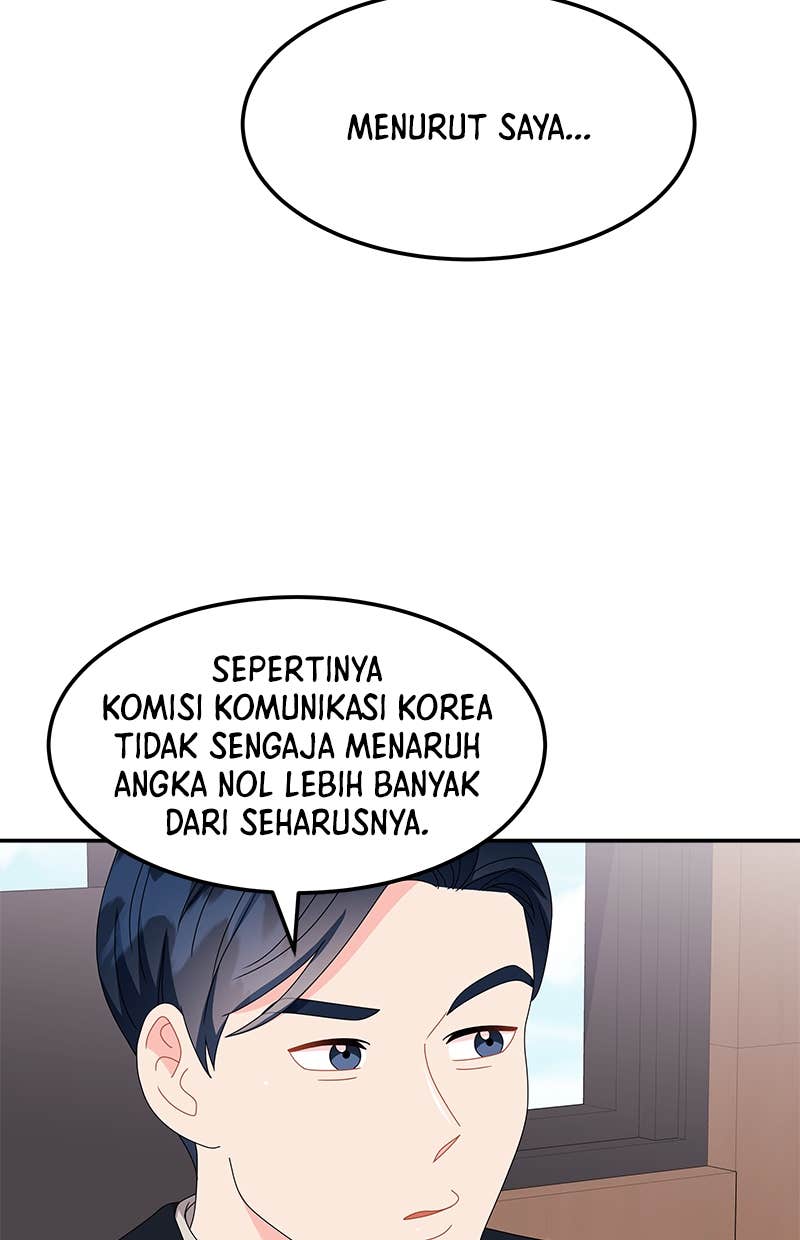 MENURUT SAYA...
SEPERTINYA
KOMISI KOMUNIKASI KOREA
TIDAK SENGAJA MENARUH
ANGKA NOL LEBIH BANYAK
DARI SEHARUSNYA.